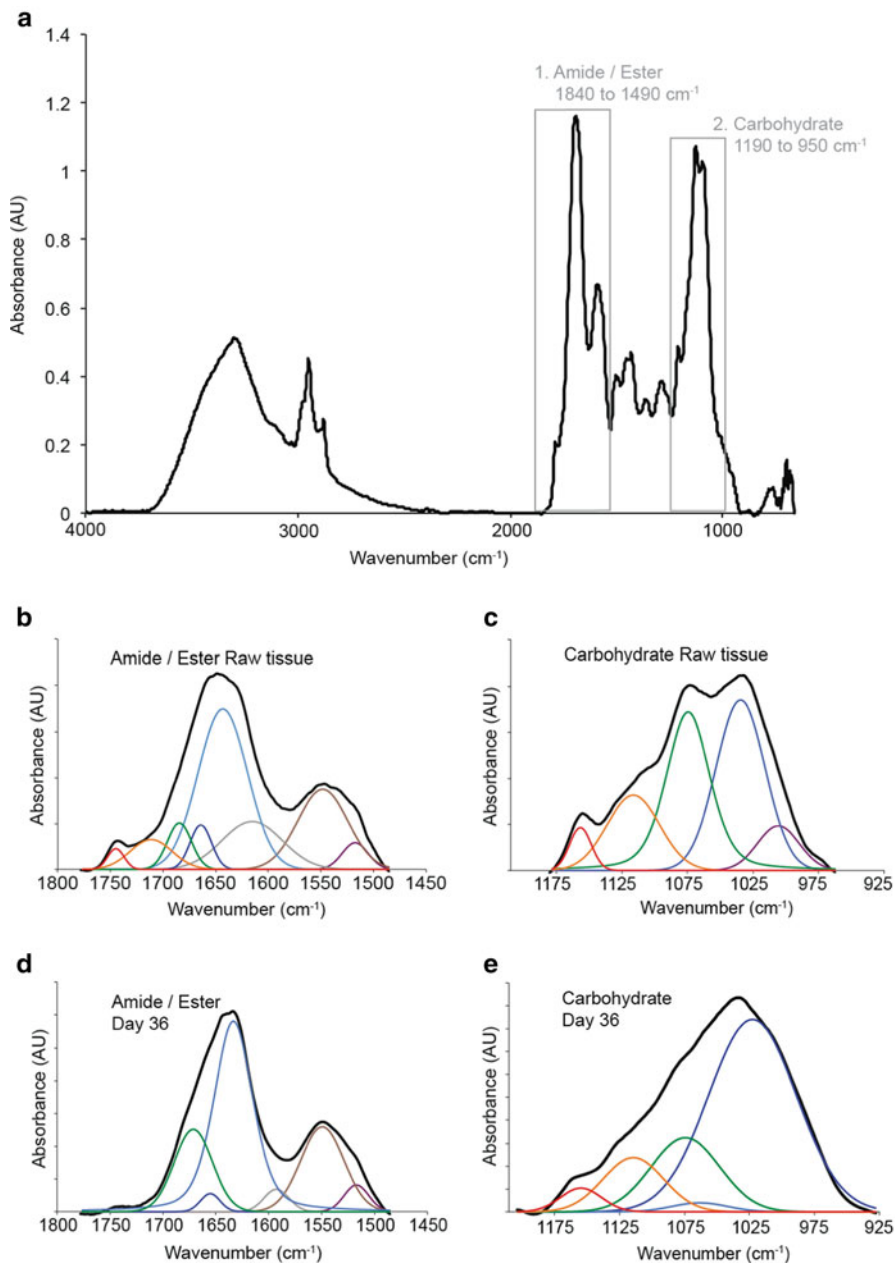 a
1.4
1.2
1
0.8
0.6
0.4
0.2
0
Absorbance (AU)
1. Amide / Ester
1840 to 1490 cm⁻¹
2. Carbohydrate
1190 to 950 cm⁻¹
4000 3000 2000 1000
Wavenumber (cm⁻¹)
b
Amide / Ester Raw tissue
Absorbance (AU)
1800 1750 1700 1650 1600 1550 1500 1450
Wavenumber (cm⁻¹)
c
Carbohydrate Raw tissue
Absorbance (AU)
1175 1125 1075 1025 975 925
Wavenumber (cm⁻¹)
d
Amide / Ester
Day 36
Absorbance (AU)
1800 1750 1700 1650 1600 1550 1500 1450
Wavenumber (cm⁻¹)
e
Carbohydrate
Day 36
Absorbance (AU)
1175 1125 1075 1025 975 925
Wavenumber (cm⁻¹)